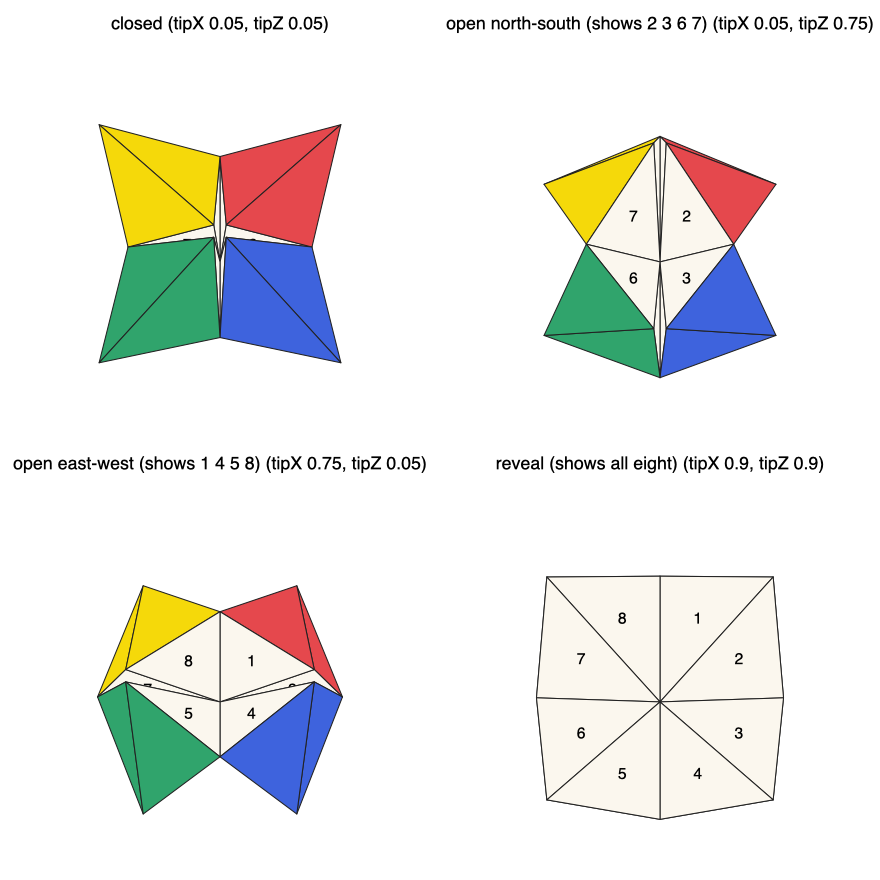 closed (tipX 0.05, tipZ 0.05)
open north-south (shows 2 3 6 7) (tipX 0.05, tipZ 0.75)
7 2
6 3
open east-west (shows 1 4 5 8) (tipX 0.75, tipZ 0.05)
reveal (shows all eight) (tipX 0.9, tipZ 0.9)
8 1
5 4
8 1
7 2
6 3
5 4